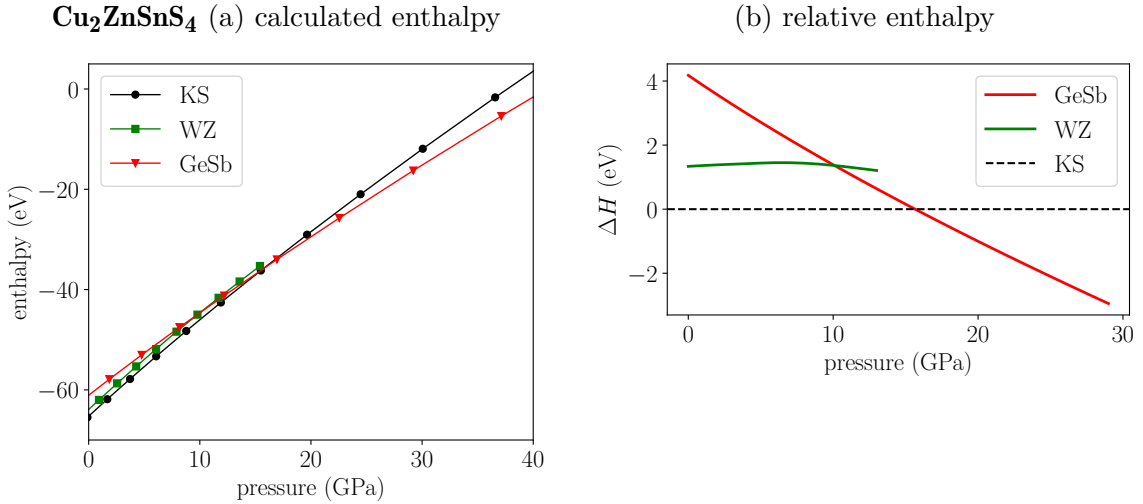 Cu₂ZnSnS₄ (a) calculated enthalpy
(b) relative enthalpy
KS
WZ
GeSb
0
−20
−40
−60
enthalpy (eV)
0 10 20 30 40
pressure (GPa)
GeSb
WZ
KS
4
2
0
−2
ΔH (eV)
0 10 20 30
pressure (GPa)